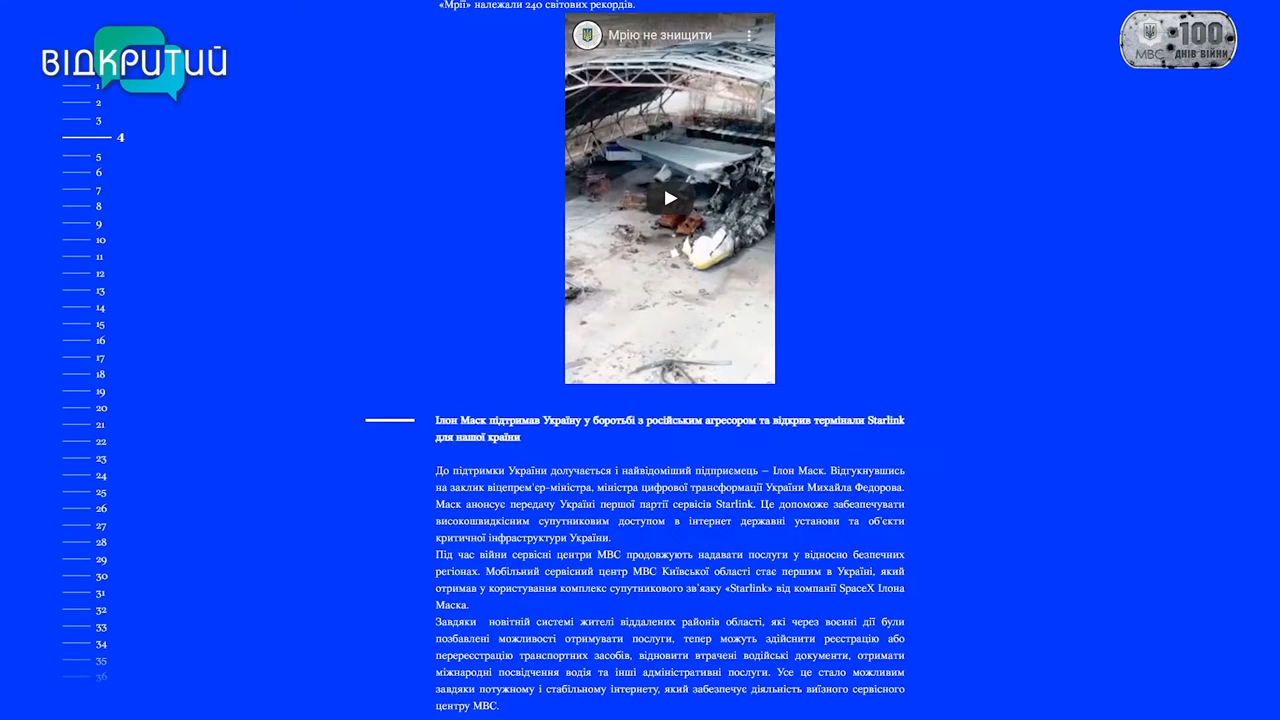 «Мрії» належали 240 світових рекордів.
ВІДКРИТИЙ
Мрію не знищити
МВС
100
ДНІВ ВІЙНИ
1
2
3
4
5
6
7
8
9
10
11
12
13
14
15
16
17
18
19
20
21
22
23
24
25
26
27
28
29
30
31
32
33
34
35
36
Ілон Маск підтримав Україну у боротьбі з російським агресором та відкрив термінали Starlink
для нашої країни
До підтримки України долучається і найвідоміший підприємець – Ілон Маск. Відгукнувшись
на заклик віцепрем'єр-міністра, міністра цифрової трансформації України Михайла Федорова.
Маск анонсує передачу Україні першої партії сервісів Starlink. Це допоможе забезпечувати
високошвидкісним супутниковим доступом в інтернет державні установи та об'єкти
критичної інфраструктури України.
Під час війни сервісні центри МВС продовжують надавати послуги у відносно безпечних
регіонах. Мобільний сервісний центр МВС Київської області стає першим в Україні, який
отримав у користування комплекс супутникового зв’язку «Starlink» від компанії SpaceX Ілона
Маска.
Завдяки новітній системі жителі віддалених районів області, які через воєнні дії були
позбавлені можливості отримувати послуги, тепер можуть здійснити реєстрацію або
перереєстрацію транспортних засобів, відновити втрачені водійські документи, отримати
міжнародні посвідчення водія та інші адміністративні послуги. Усе це стало можливим
завдяки потужному і стабільному інтернету, який забезпечує діяльність виїзного сервісного
центру МВС.